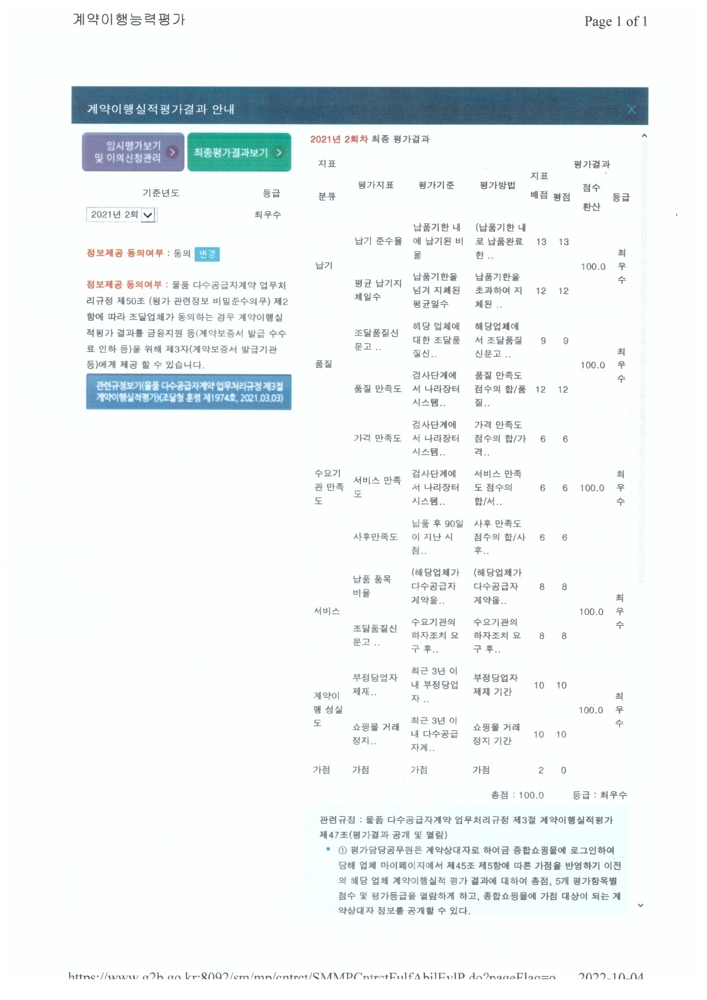 계약이행능력평가
Page 1 of 1
계약이행실적평가결과 안내
임시평가보기
및 이의신청관리
최종평가결과보기
기준년도 등급
2021년 2회 최우수
정보제공 동의여부 : 동의 변경
정보제공 동의여부 : 물품 다수공급자계약 업무처
리규정 제50조 (평가 관련정보 비밀준수의무) 제2
항에 따라 조달업체가 동의하는 경우 계약이행실
적평가 결과를 금융지원 등(계약보증서 발급 수수
료 인하 등)을 위해 제3자(계약보증서 발급기관
등)에게 제공 할 수 있습니다.
관련규정보기(물품 다수공급자계약 업무처리규정 제3절
계약이행실적평가)(조달청 훈령 제1974호, 2021.03.03)
2021년 2회차 최종 평가결과
지표
분류
평가지표
평가기준
평가방법
지표
배점
평가결과
평점
점수
환산
등급
납기
납기 준수율
납품기한 내
에 납기된 비
율
(납품기한 내
로 납품완료
한 ..
13 13
평균 납기지
체일수
납품기한을
넘겨 지체된
평균일수
납품기한을
초과하여 지
체된 ..
12 12
100.0
최
우
수
품질
조달품질신
문고 ..
해당 업체에
대한 조달품
질신..
해당업체에
서 조달품질
신문고 ..
9 9
품질 만족도
검사단계에
서 나라장터
시스템..
품질 만족도
점수의 합/품
질..
12 12
100.0
최
우
수
수요기
관 만족
도
가격 만족도
검사단계에
서 나라장터
시스템..
가격 만족도
점수의 합/가
격..
6 6
서비스 만족
도
검사단계에
서 나라장터
시스템..
서비스 만족
도 점수의
합/서..
6 6
100.0
최
우
수
사후만족도
납품 후 90일
이 지난 시
점..
사후 만족도
점수의 합/사
후..
6 6
서비스
납품 품목
비율
(해당업체가
다수공급자
계약을..
(해당업체가
다수공급자
계약을..
8 8
조달품질신
문고 ..
수요기관의
하자조치 요
구 후..
수요기관의
하자조치 요
구 후..
8 8
100.0
최
우
수
계약이
행 성실
도
부정당업자
제재..
최근 3년 이
내 부정당업
자 ..
부정당업자
제재 기간
10 10
쇼핑몰 거래
정지..
최근 3년 이
내 다수공급
자계..
쇼핑몰 거래
정지 기간
10 10
100.0
최
우
수
가점 가점 가점 가점 2 0
총점 : 100.0 등급 : 최우수
관련규정 : 물품 다수공급자계약 업무처리규정 제3절 계약이행실적평가
제47조(평가결과 공개 및 열람)
① 평가담당공무원은 계약상대자로 하여금 종합쇼핑몰에 로그인하여
당해 업체 마이페이지에서 제45조 제5항에 따른 가점을 반영하기 이전
의 해당 업체 계약이행실적 평가 결과에 대하여 총점, 5개 평가항목별
점수 및 평가등급을 열람하게 하고, 종합쇼핑몰에 가점 대상이 되는 계
약상대자 정보를 공개할 수 있다.
https://www.g2b.go.kr:8092/sm/mp/cntrct/SMMPCntrctFulfAbilEvlP.do?pageFlag=o... 2022-10-04